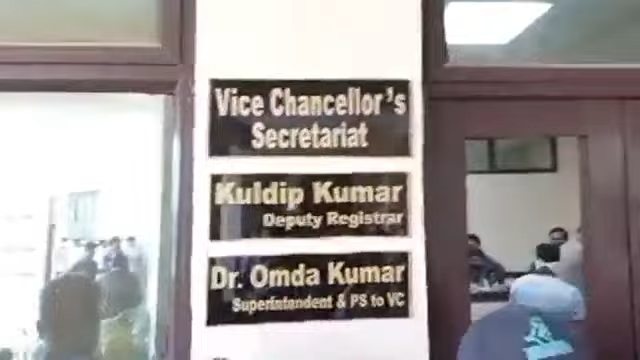 Vice Chancellor's
Secretariat
Kuldip Kumar
Deputy Registrar
Dr. Omda Kumar
Superintendent & PS to VC